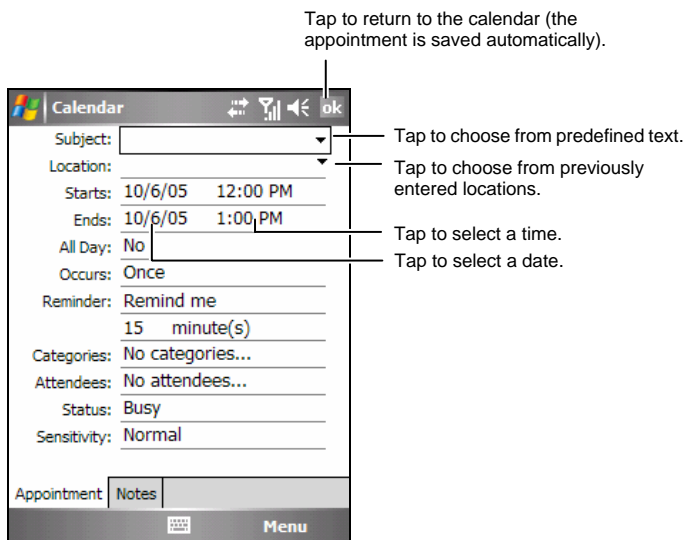 Tap to return to the calendar (the
appointment is saved automatically).
Calendar ok
Subject:
Tap to choose from predefined text.
Location:
Tap to choose from previously
entered locations.
Starts: 10/6/05 12:00 PM
Ends: 10/6/05 1:00 PM
Tap to select a time.
All Day: No
Tap to select a date.
Occurs: Once
Reminder: Remind me
15 minute(s)
Categories: No categories...
Attendees: No attendees...
Status: Busy
Sensitivity: Normal
Appointment Notes
Menu